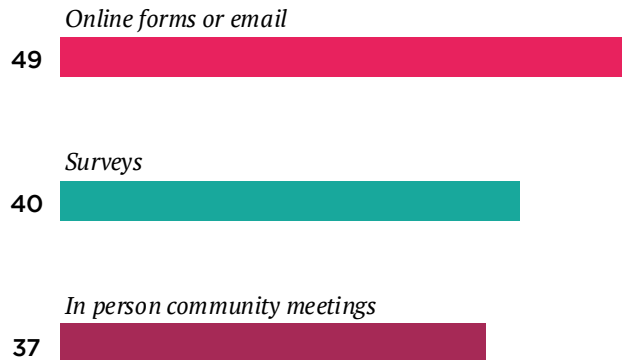 Online forms or email
49
Surveys
40
In person community meetings
37